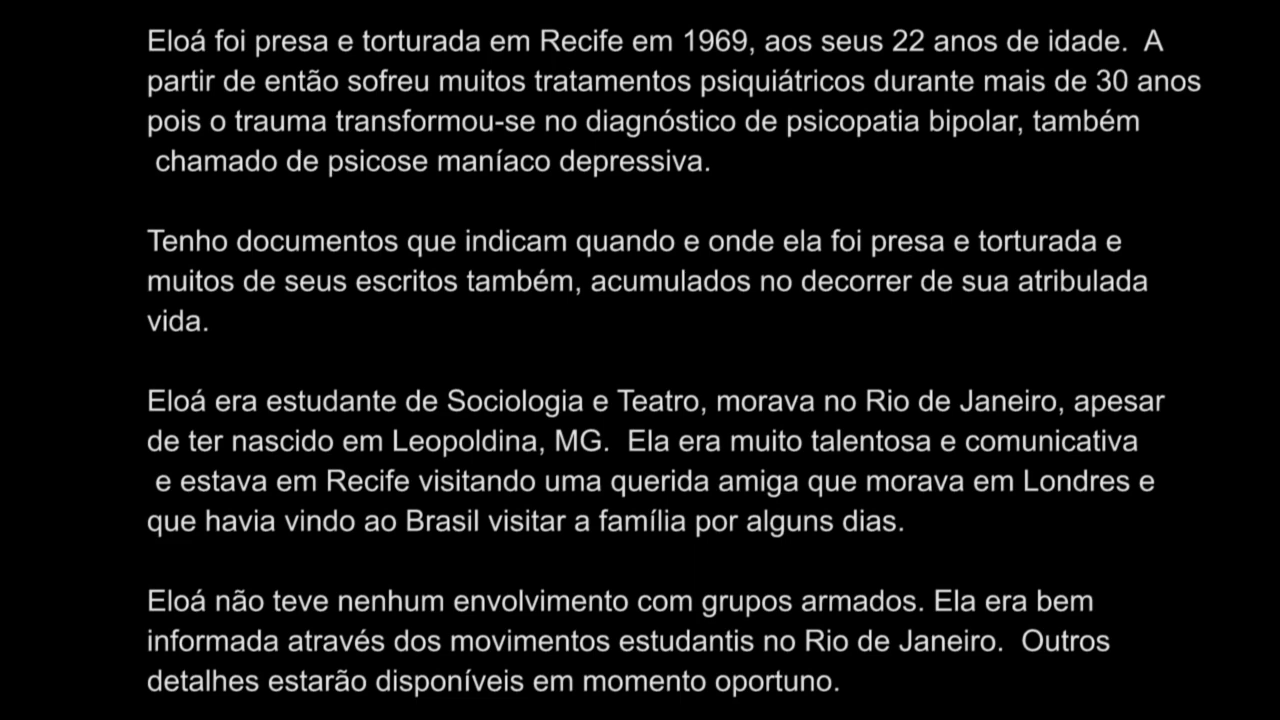 Eloá foi presa e torturada em Recife em 1969, aos seus 22 anos de idade.  A
partir de então sofreu muitos tratamentos psiquiátricos durante mais de 30 anos
pois o trauma transformou-se no diagnóstico de psicopatia bipolar, também
chamado de psicose maníaco depressiva.
Tenho documentos que indicam quando e onde ela foi presa e torturada e
muitos de seus escritos também, acumulados no decorrer de sua atribulada
vida.
Eloá era estudante de Sociologia e Teatro, morava no Rio de Janeiro, apesar
de ter nascido em Leopoldina, MG.  Ela era muito talentosa e comunicativa
e estava em Recife visitando uma querida amiga que morava em Londres e
que havia vindo ao Brasil visitar a família por alguns dias.
Eloá não teve nenhum envolvimento com grupos armados. Ela era bem
informada através dos movimentos estudantis no Rio de Janeiro.  Outros
detalhes estarão disponíveis em momento oportuno.